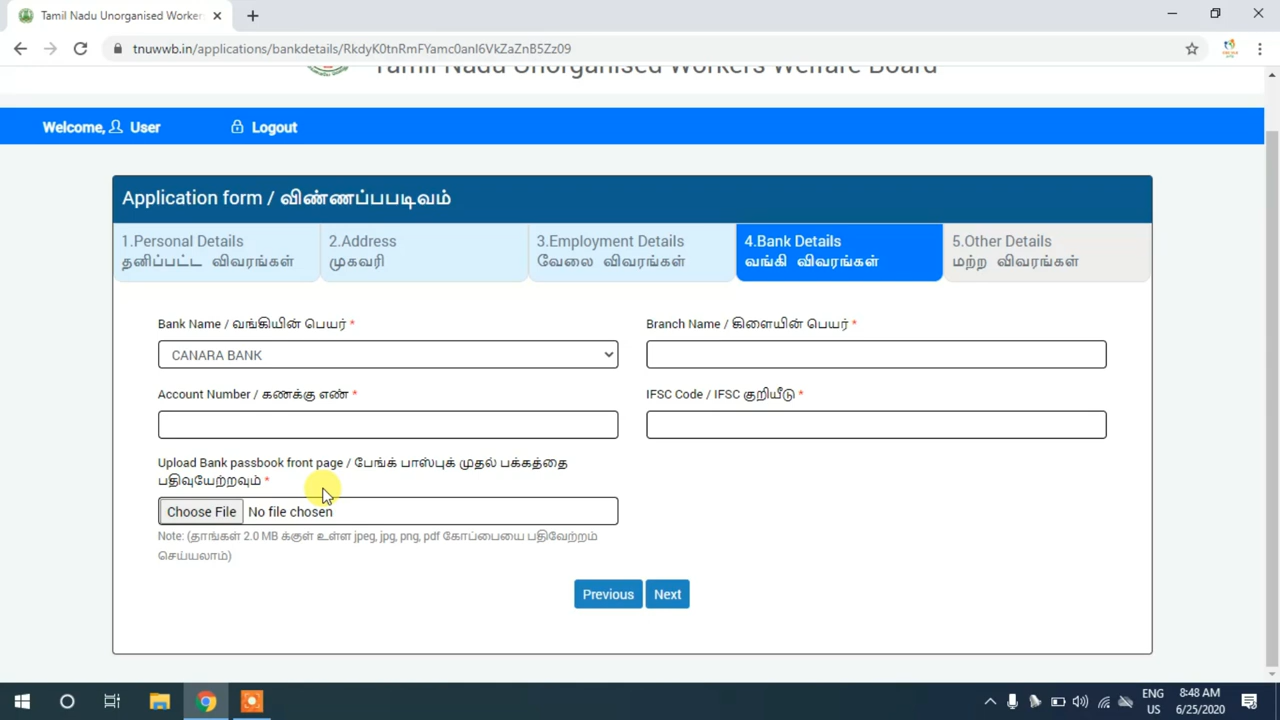 Tamil Nadu Unorganised Worker
tnuwwb.in/applications/bankdetails/RkdyK0tnRmFYamc0anI6VkZaZnB5Zz09
Tamil Nadu Unorganised Workers Welfare Board
Welcome, User Logout
Application form / விண்ணப்பபடிவம்
1.Personal Details 2.Address 3.Employment Details 4.Bank Details 5.Other Details
தனிப்பட்ட விவரங்கள் முகவரி வேலை விவரங்கள் வங்கி விவரங்கள் மற்ற விவரங்கள்
Bank Name / வங்கியின் பெயர் * Branch Name / கிளையின் பெயர் *
CANARA BANK
Account Number / கணக்கு எண் * IFSC Code / IFSC குறியீடு *
Upload Bank passbook front page / பேங்க் பாஸ்புக் முதல் பக்கத்தை
பதிவுயேற்றவும் *
Choose File No file chosen
Note: (தாங்கள் 2.0 MB க்குள் உள்ள jpeg, jpg, png, pdf கோப்பையை பதிவேற்றம்
செய்யலாம்)
Previous Next
ENG 8:48 AM
US 6/25/2020